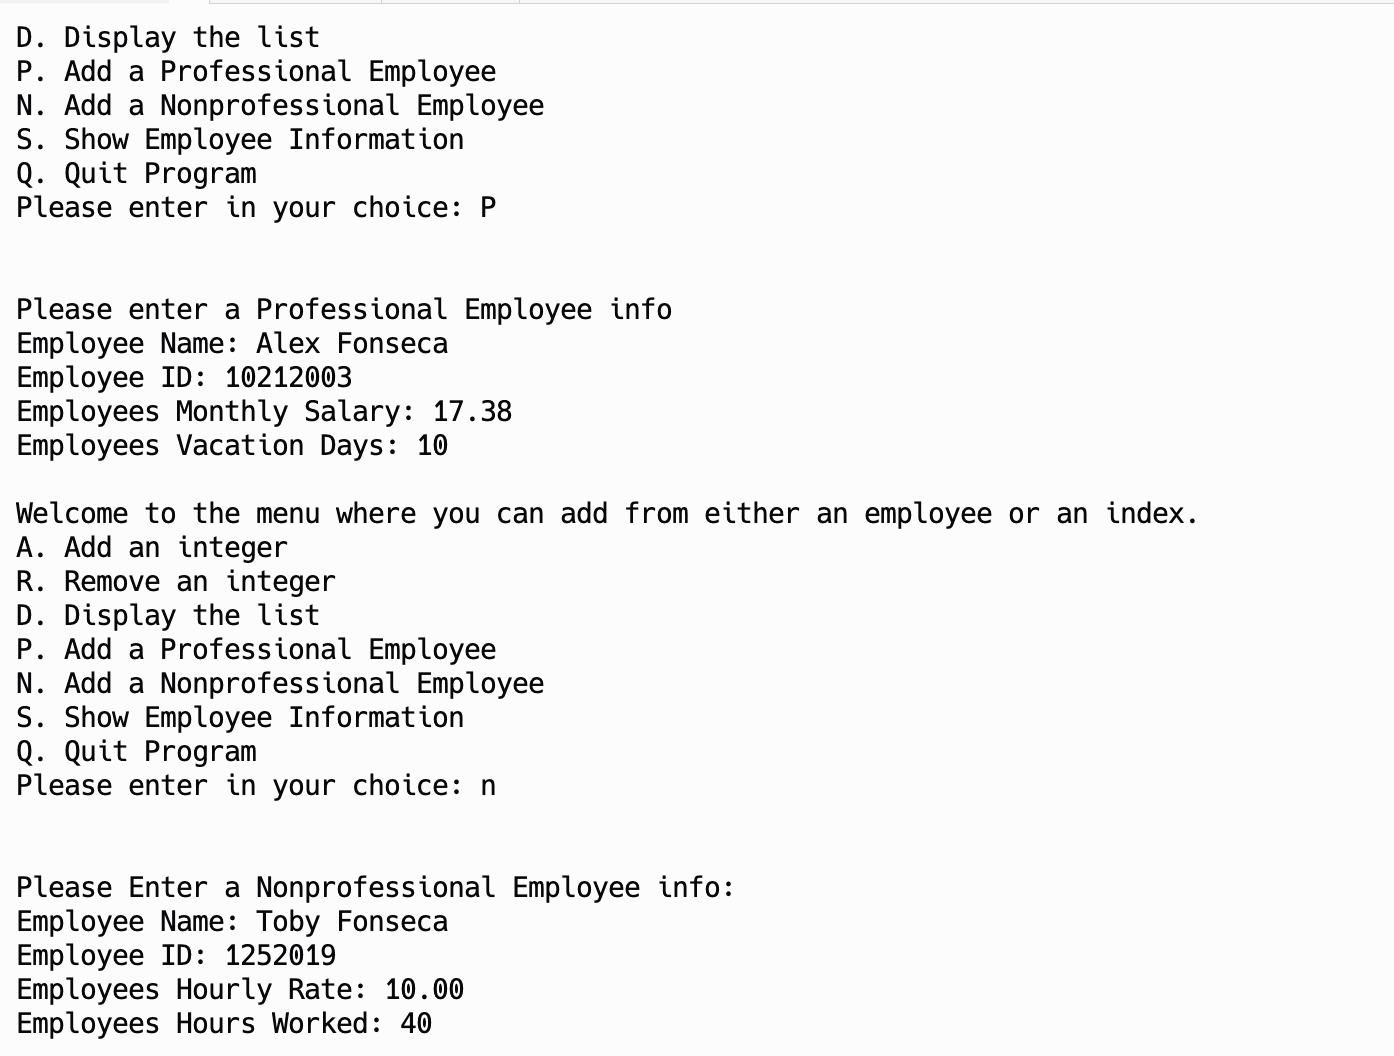 D. Display the list
P. Add a Professional Employee
N. Add a Nonprofessional Employee
S. Show Employee Information
Q. Quit Program
Please enter in your choice: P
Please enter a Professional Employee info
Employee Name: Alex Fonseca
Employee ID: 10212003
Employees Monthly Salary: 17.38
Employees Vacation Days: 10
Welcome to the menu where you can add from either an employee or an index.
A. Add an integer
R. Remove an integer
D. Display the list
P. Add a Professional Employee
N. Add a Nonprofessional Employee
S. Show Employee Information
Q. Quit Program
Please enter in your choice: n
Please Enter a Nonprofessional Employee info:
Employee Name: Toby Fonseca
Employee ID: 1252019
Employees Hourly Rate: 10.00
Employees Hours Worked: 40